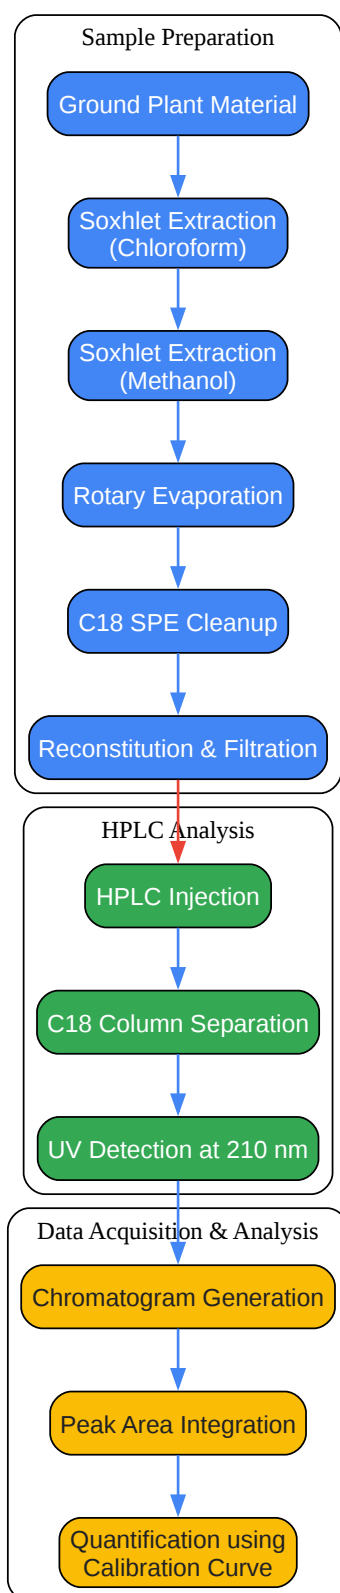 Sample Preparation
Ground Plant Material
Soxhlet Extraction
(Chloroform)
Soxhlet Extraction
(Methanol)
Rotary Evaporation
C18 SPE Cleanup
Reconstitution & Filtration
HPLC Analysis
HPLC Injection
C18 Column Separation
UV Detection at 210 nm
Data Acquisition & Analysis
Chromatogram Generation
Peak Area Integration
Quantification using
Calibration Curve